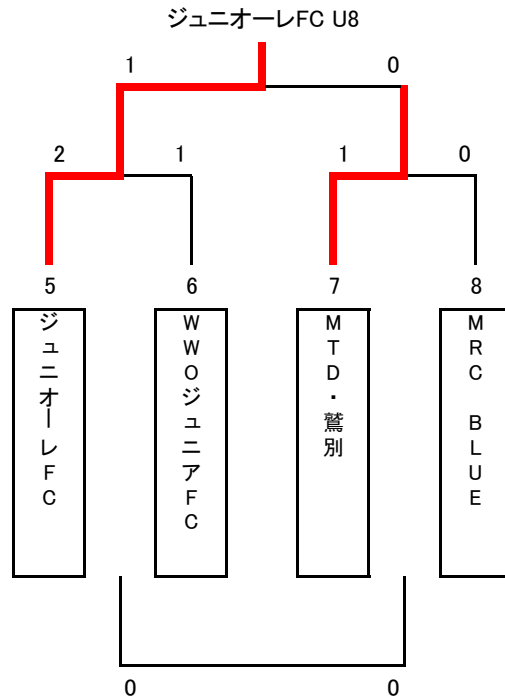 ジュニオーレFC U8
1 0
2 1 1 0
5 6 7 8
ジュニオーレFC
WWOジュニアFC
MTD・鷲別
MRC BLUE
0 0